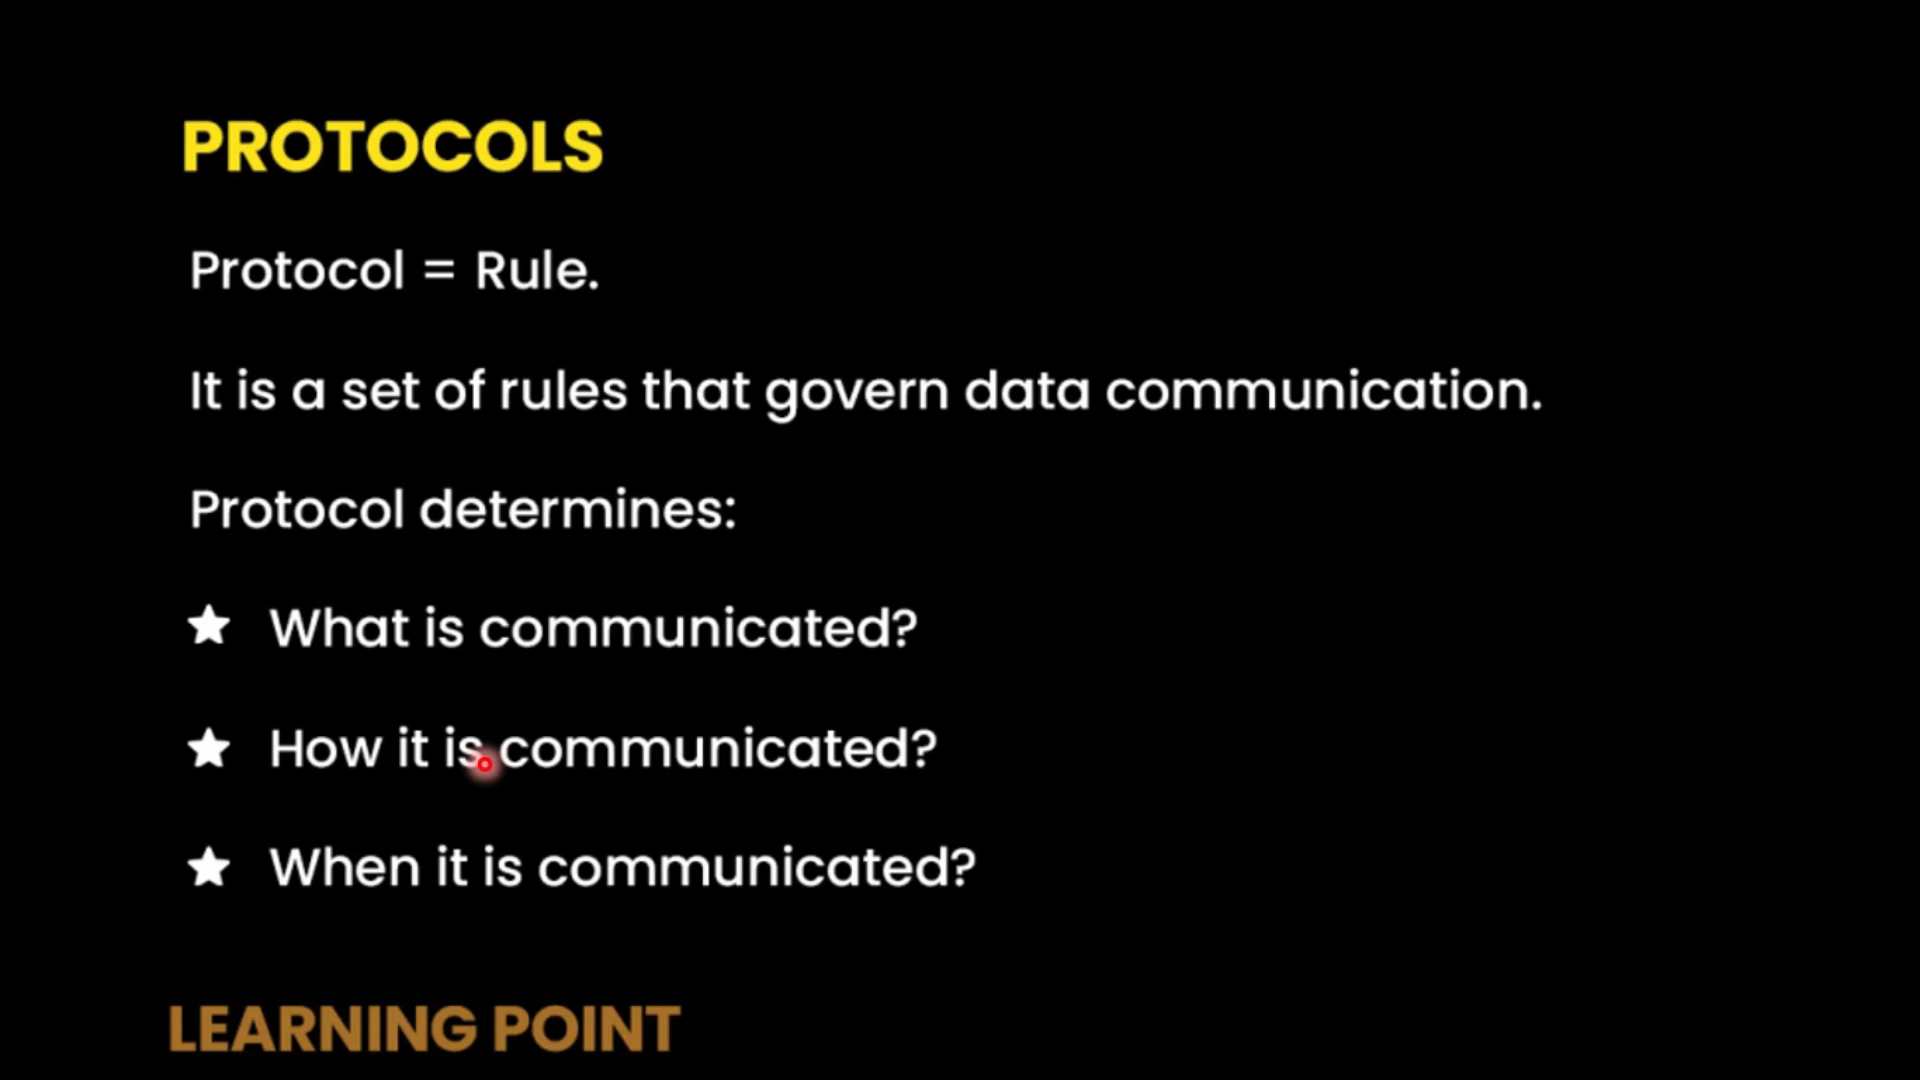 PROTOCOLS
Protocol = Rule.
It is a set of rules that govern data communication.
Protocol determines:
★ What is communicated?
★ How it is communicated?
★ When it is communicated?
LEARNING POINT